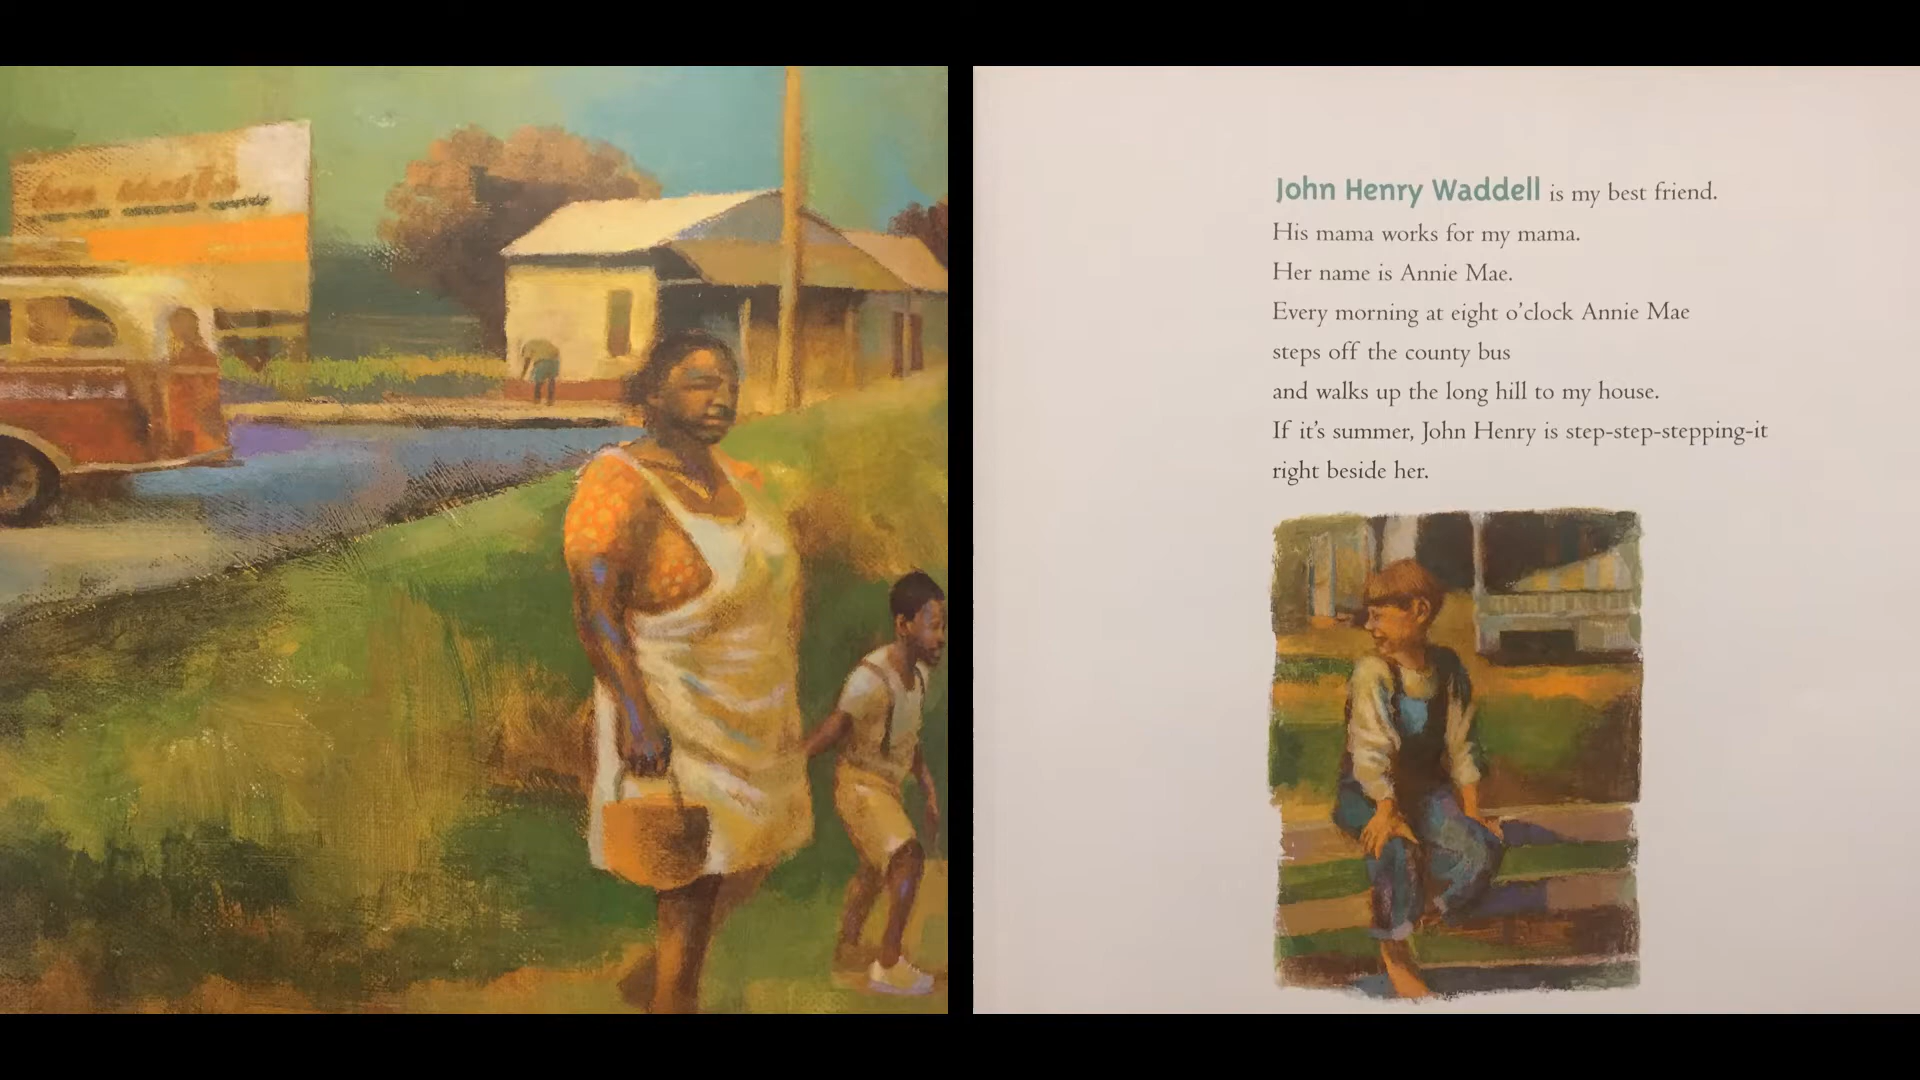 John Henry Waddell is my best friend.
His mama works for my mama.
Her name is Annie Mae.
Every morning at eight o'clock Annie Mae
steps off the county bus
and walks up the long hill to my house.
If it's summer, John Henry is step-step-stepping-it
right beside her.